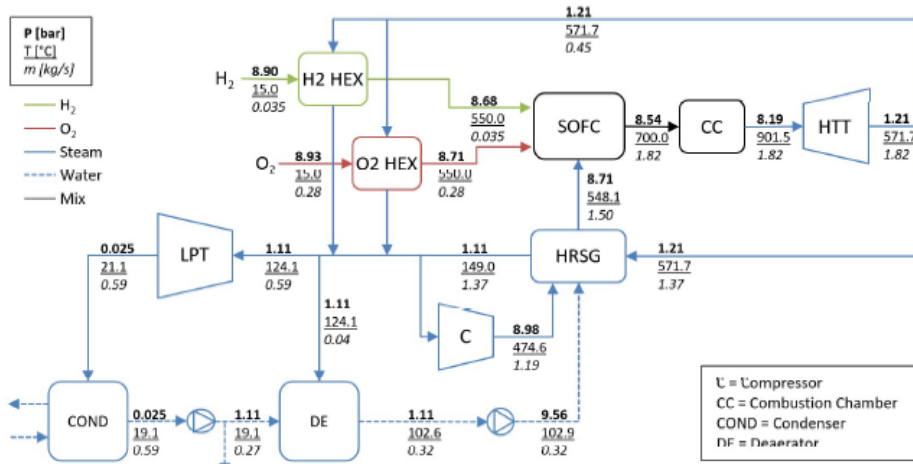 P [bar]
T [°C]
m [kg/s]
H2
O2
Steam
Water
Mix
1.21
571.7
0.45
H2
8.90
15.0
0.035
H2 HEX
8.68
550.0
0.035
SOFC
8.54
700.0
1.82
CC
8.19
901.5
1.82
HTT
1.21
571.7
1.82
O2
8.93
15.0
0.28
O2 HEX
8.71
550.0
0.28
8.71
548.1
1.50
0.025
21.1
0.59
LPT
1.11
124.1
0.59
1.11
149.0
1.37
HRSG
1.21
571.7
1.37
1.11
124.1
0.04
C
8.98
474.6
1.19
COND
0.025
19.1
0.59
1.11
19.1
0.27
DE
1.11
102.6
0.32
9.56
102.9
0.32
C = Compressor
CC = Combustion Chamber
COND = Condenser
DE = Deaerator